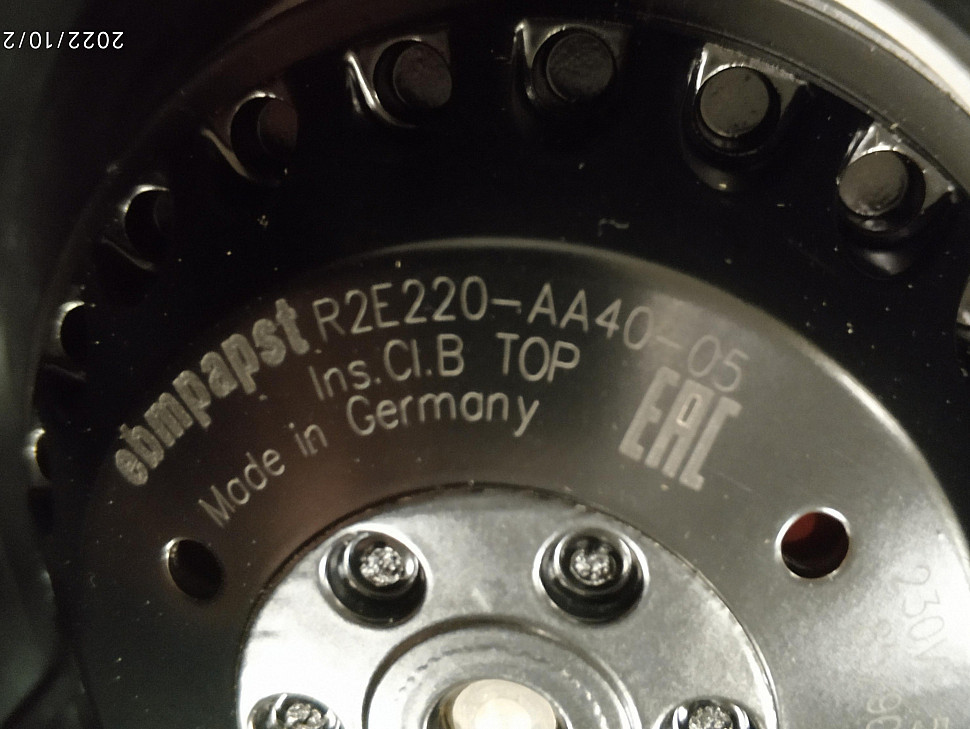 2022/10/2
ebmpapst R2E220-AA40-05
Ins.Cl.B TOP
Made in Germany
EAC
230V